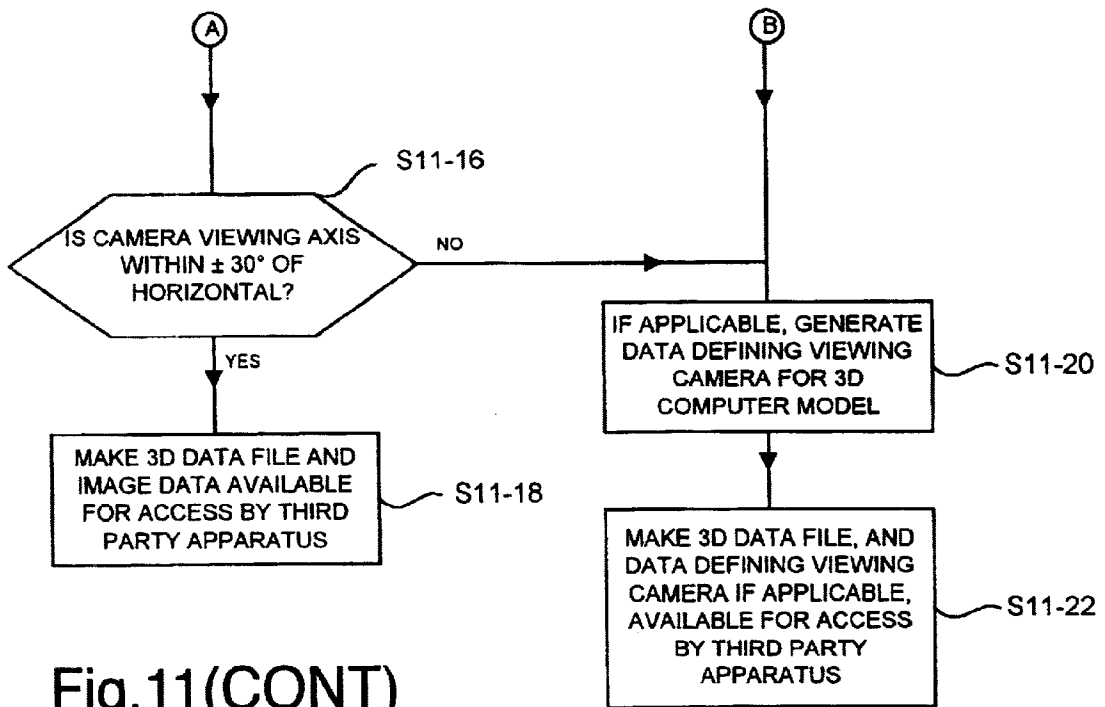 A
B
S11-16
IS CAMERA VIEWING AXIS
WITHIN ± 30° OF
HORIZONTAL?
NO
YES
IF APPLICABLE, GENERATE
DATA DEFINING VIEWING
CAMERA FOR 3D
COMPUTER MODEL
S11-20
MAKE 3D DATA FILE AND
IMAGE DATA AVAILABLE
FOR ACCESS BY THIRD
PARTY APPARATUS
S11-18
MAKE 3D DATA FILE, AND
DATA DEFINING VIEWING
CAMERA IF APPLICABLE,
AVAILABLE FOR ACCESS
BY THIRD PARTY
APPARATUS
S11-22
Fig.11(CONT)